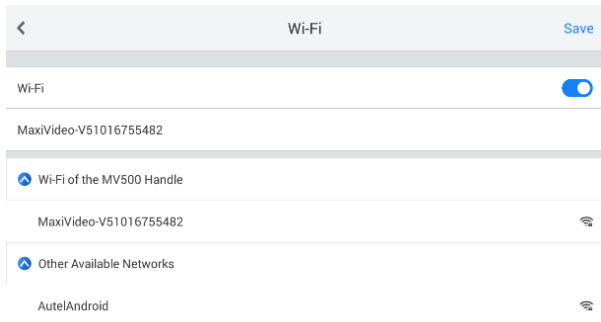 Wi-Fi Save
Wi-Fi
MaxiVideo-V51016755482
Wi-Fi of the MV500 Handle
MaxiVideo-V51016755482
Other Available Networks
AutelAndroid